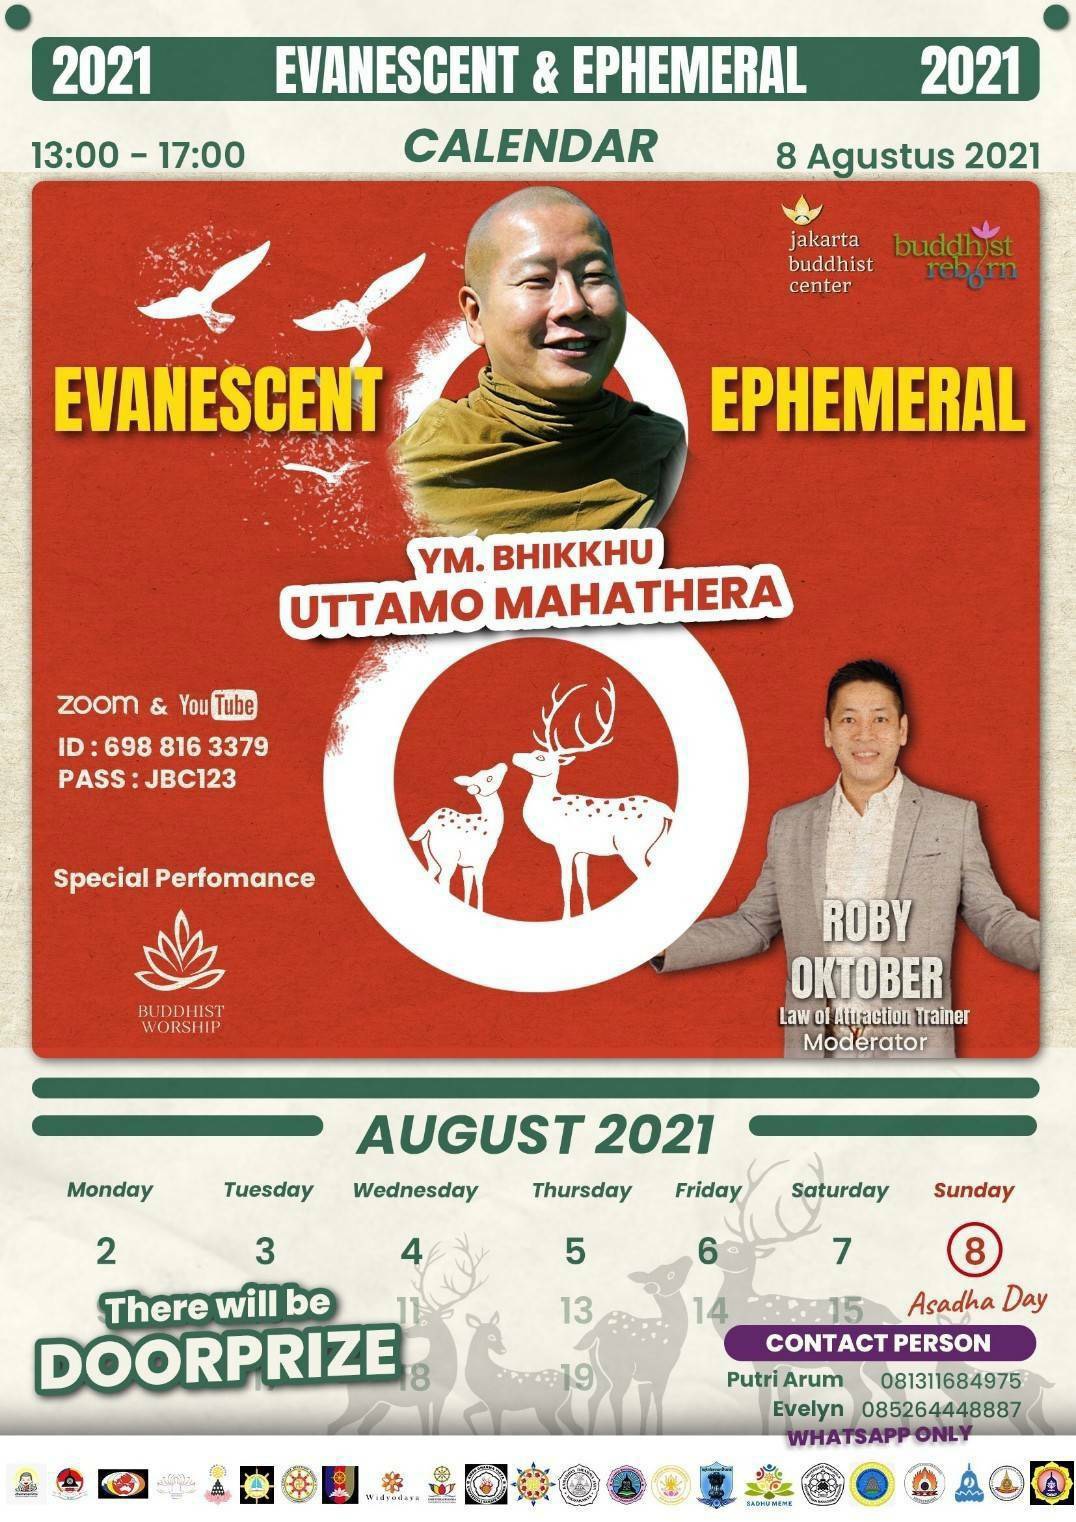 2021 EVANESCENT & EPHEMERAL 2021
13:00 - 17:00 CALENDAR 8 Agustus 2021
jakarta
buddhist
center
buddhist
reborn
EVANESCENT EPHEMERAL
YM. BHIKKHU
UTTAMO MAHATHERA
zoom & YouTube
ID : 698 816 3379
PASS : JBC123
Special Perfomance
BUDDHIST
WORSHIP
ROBY
OKTOBER
Law of Attraction Trainer
Moderator
AUGUST 2021
Monday Tuesday Wednesday Thursday Friday Saturday Sunday
2 3 4 5 6 7 8
Asadha Day
11 13 14 15
There will be
DOORPRIZE
17 18 19
CONTACT PERSON
Putri Arum 081311684975
Evelyn 085264448887
WHATSAPP ONLY
Widyodaya
SADHU MEME